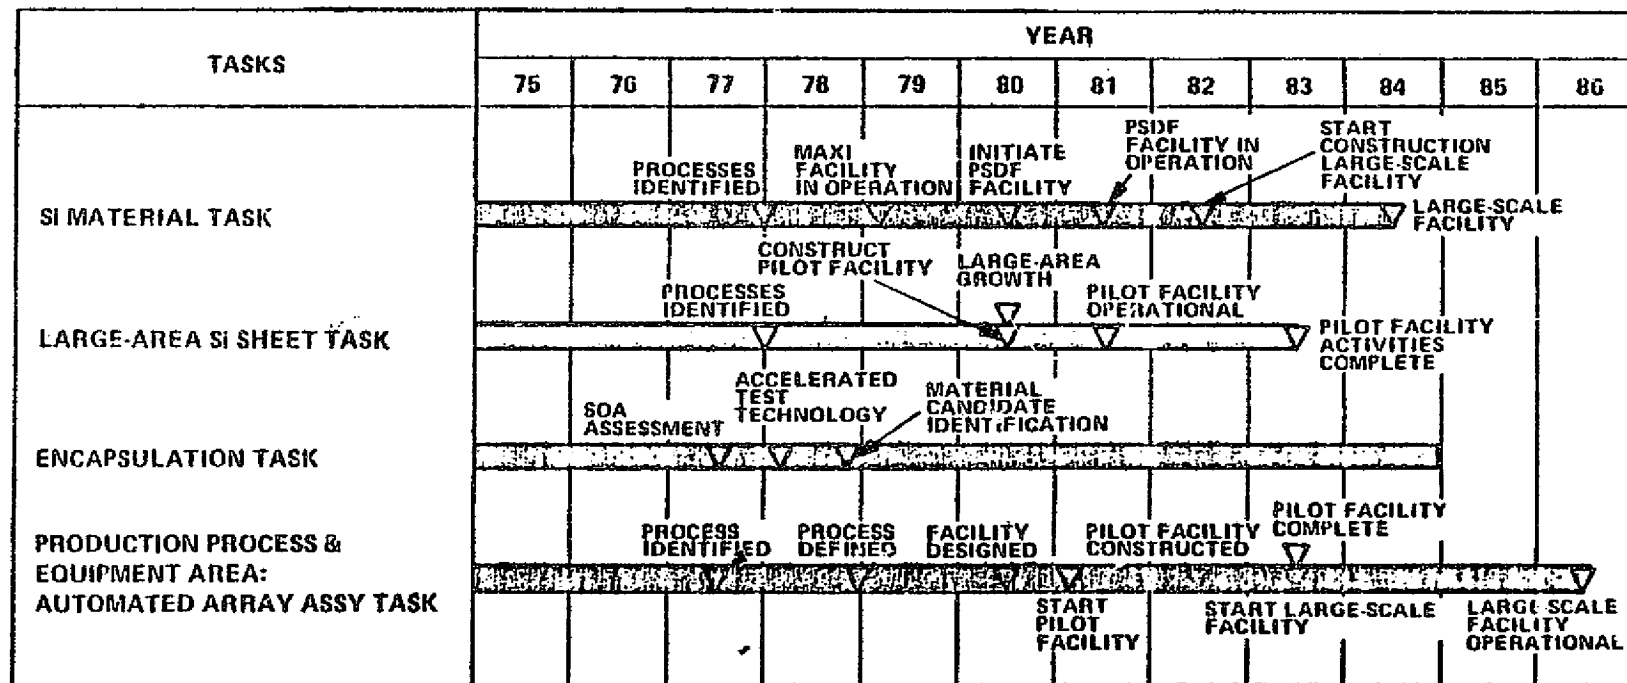 TASKS
YEAR
75 76 77 78 79 80 81 82 83 84 85 86
SI MATERIAL TASK
PROCESSES
IDENTIFIED
MAXI
FACILITY
IN OPERATION
INITIATE
PSDF
FACILITY
PSDF
FACILITY IN
OPERATION
START
CONSTRUCTION
LARGE-SCALE
FACILITY
LARGE-SCALE
FACILITY
LARGE-AREA Si SHEET TASK
PROCESSES
IDENTIFIED
CONSTRUCT
PILOT FACILITY
LARGE-AREA
GROWTH
PILOT FACILITY
OPERATIONAL
PILOT FACILITY
ACTIVITIES
COMPLETE
ENCAPSULATION TASK
SOA
ASSESSMENT
ACCELERATED
TEST
TECHNOLOGY
MATERIAL
CANDIDATE
IDENTIFICATION
PRODUCTION PROCESS &
EQUIPMENT AREA:
AUTOMATED ARRAY ASSY TASK
PROCESS
IDENTIFIED
PROCESS
DEFINED
FACILITY
DESIGNED
PILOT FACILITY
CONSTRUCTED
PILOT FACILITY
COMPLETE
START
PILOT
FACILITY
START LARGE-SCALE
FACILITY
LARGE SCALE
FACILITY
OPERATIONAL